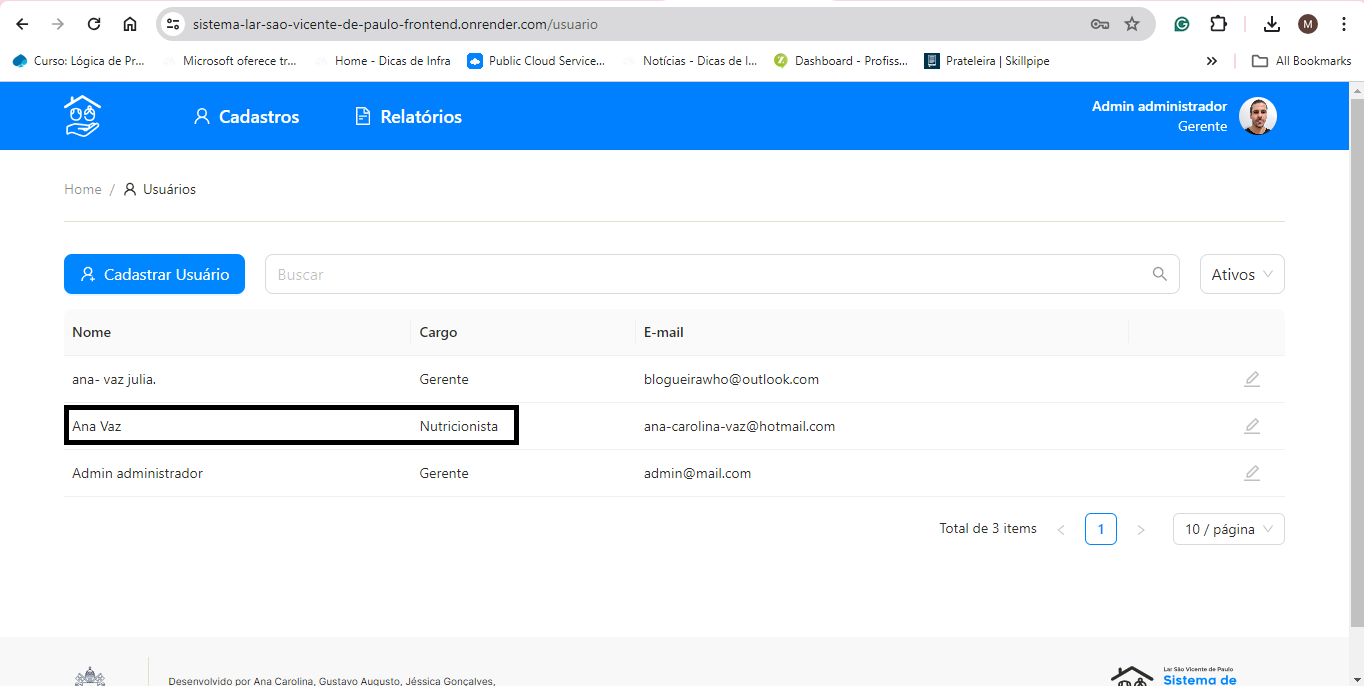 sistema-lar-sao-vicente-de-paulo-frontend.onrender.com/usuario
M
Curso: Lógica de Pr... Microsoft oferece tr... Home - Dicas de Infra Public Cloud Service... Notícias - Dicas de I... Dashboard - Profiss... Prateleira | Skillpipe » All Bookmarks
Cadastros Relatórios Admin administrador
Gerente
Home / Usuários
Cadastrar Usuário Buscar Ativos
Nome Cargo E-mail
ana- vaz julia. Gerente blogueirawho@outlook.com
Ana Vaz Nutricionista ana-carolina-vaz@hotmail.com
Admin administrador Gerente admin@mail.com
Total de 3 items < 1 > 10 / página
Desenvolvido por Ana Carolina, Gustavo Augusto, Jéssica Gonçalves,
Lar São Vicente de Paulo
Sistema de